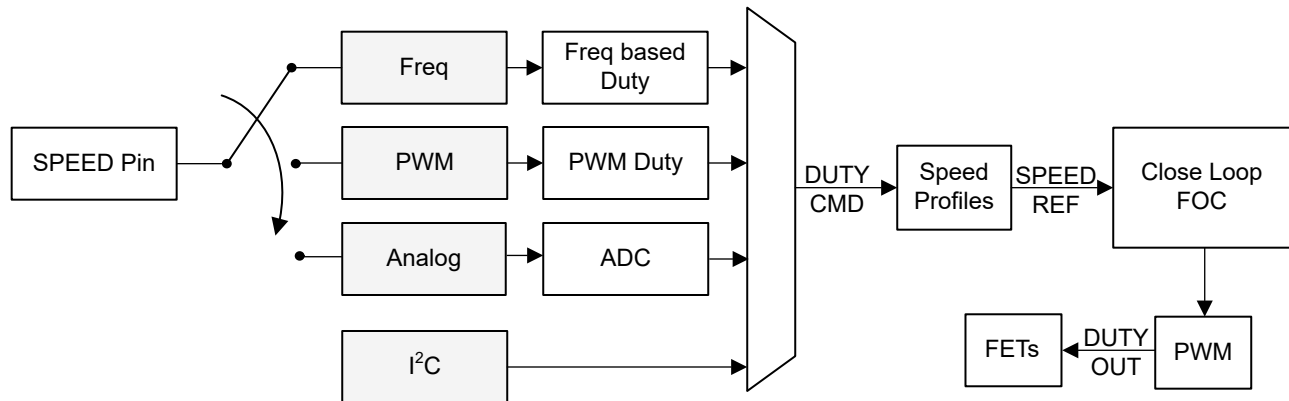 SPEED Pin
Freq
Freq based
Duty
PWM
PWM Duty
Analog
ADC
I²C
DUTY
CMD
Speed
Profiles
SPEED
REF
Close Loop
FOC
FETs
DUTY
OUT
PWM